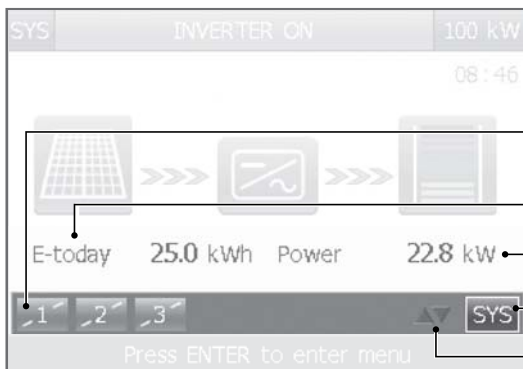 SYS INVERTER ON 100 kW
08:46
E-today 25.0 kWh Power 22.8 kW
1 2 3 SYS
Press ENTER to enter menu